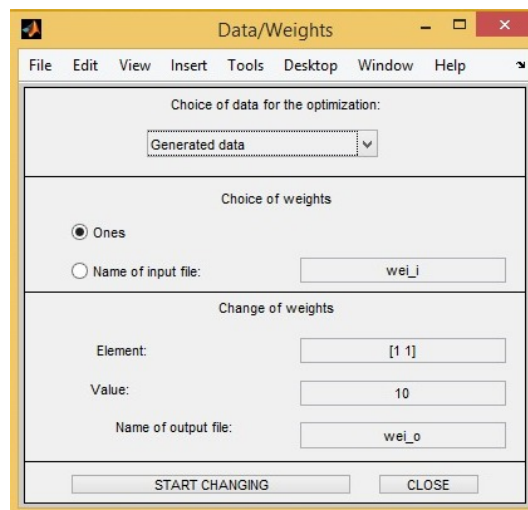 Data/Weights
File Edit View Insert Tools Desktop Window Help
Choice of data for the optimization:
Generated data
Choice of weights
Ones
Name of input file: wei_i
Change of weights
Element: [1 1]
Value: 10
Name of output file: wei_o
START CHANGING CLOSE